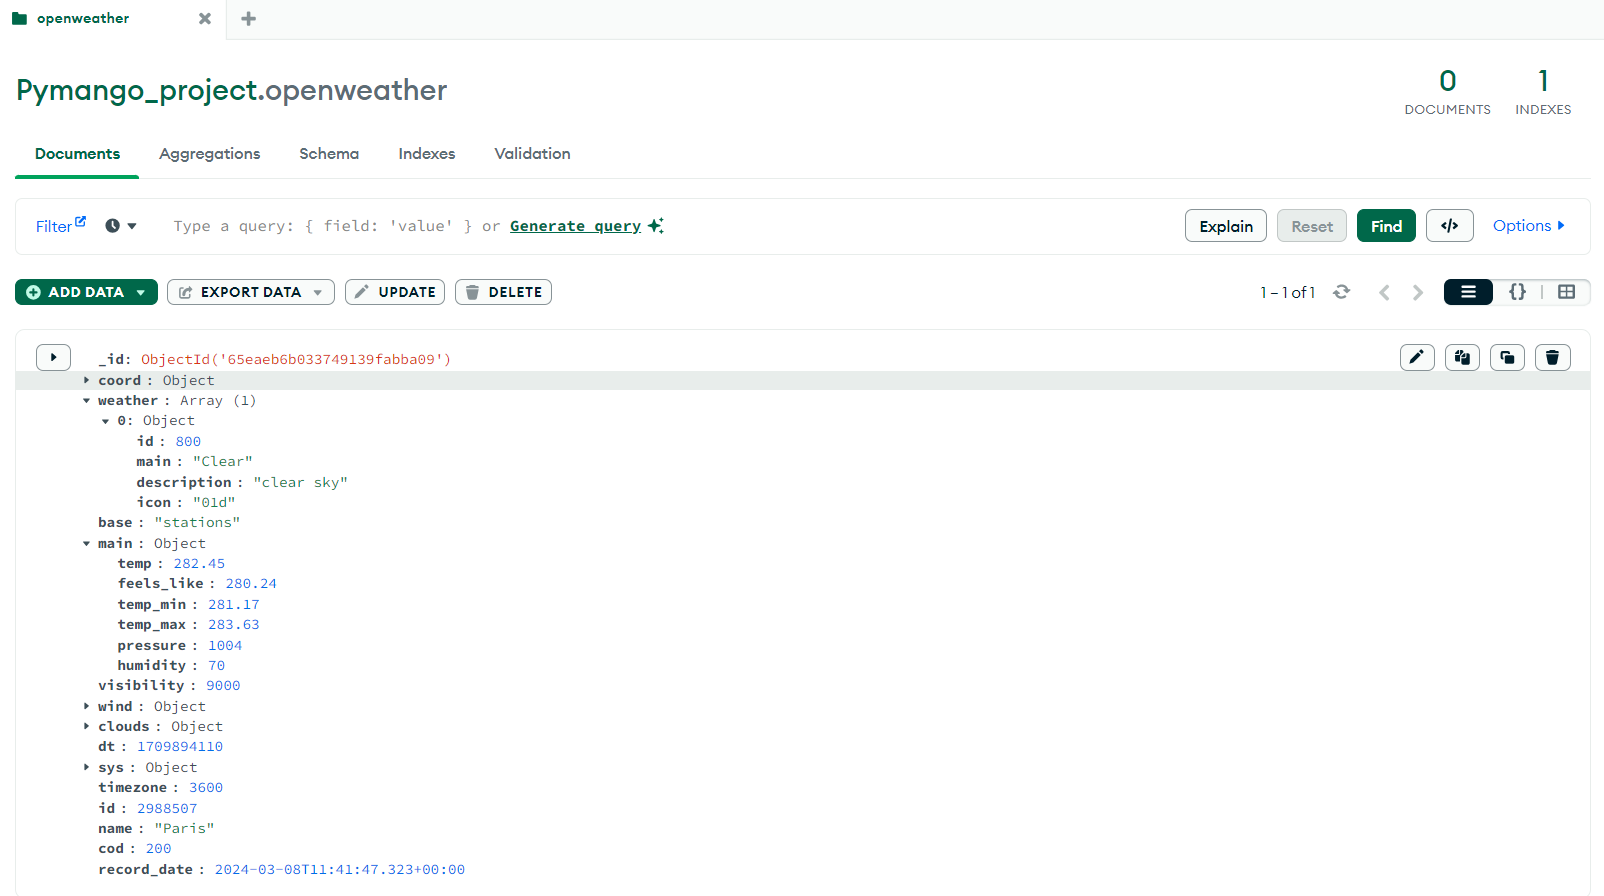 openweather
Pymango_project.openweather
0
DOCUMENTS
1
INDEXES
Documents
Aggregations
Schema
Indexes
Validation
Filter
Type a query: { field: 'value' } or Generate query
Explain
Reset
Find
</>
Options
ADD DATA
EXPORT DATA
UPDATE
DELETE
1 – 1 of 1
{}
_id: ObjectId('65eaeb6b033749139fabba09')
coord : Object
weather : Array (1)
0: Object
id : 800
main : "Clear"
description : "clear sky"
icon : "01d"
base : "stations"
main : Object
temp : 282.45
feels_like : 280.24
temp_min : 281.17
temp_max : 283.63
pressure : 1004
humidity : 70
visibility : 9000
wind : Object
clouds : Object
dt : 1709894110
sys : Object
timezone : 3600
id : 2988507
name : "Paris"
cod : 200
record_date : 2024-03-08T11:41:47.323+00:00